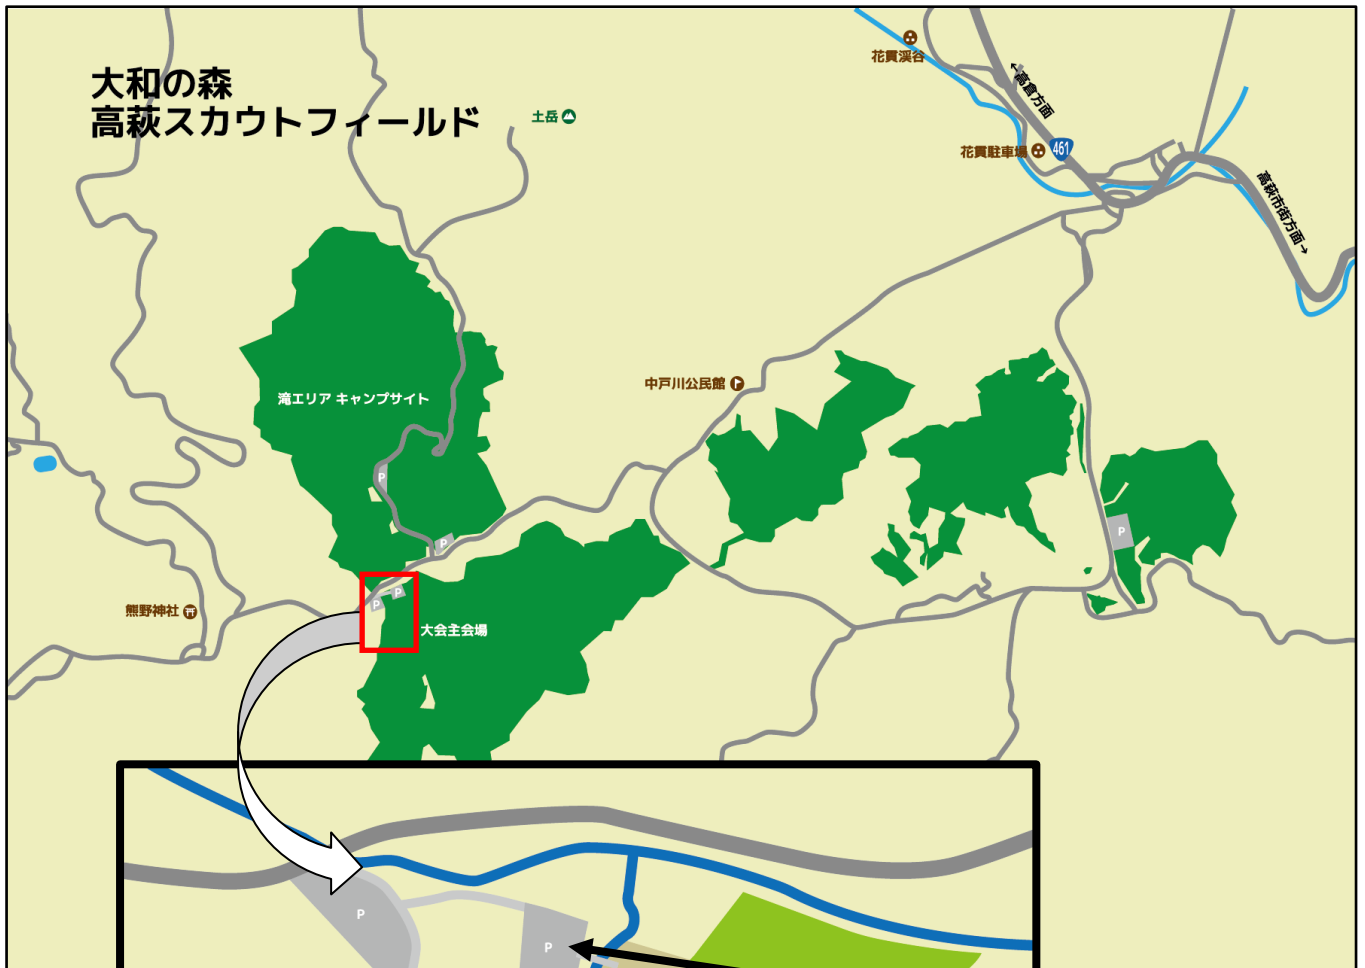 大和の森
高萩スカウトフィールド
土岳
花貫渓谷
↑高倉方面
花貫駐車場
461
高萩市街方面→
中戸川公民館
滝エリア キャンプサイト
P
P
P
P
P
熊野神社
大会主会場
P
P